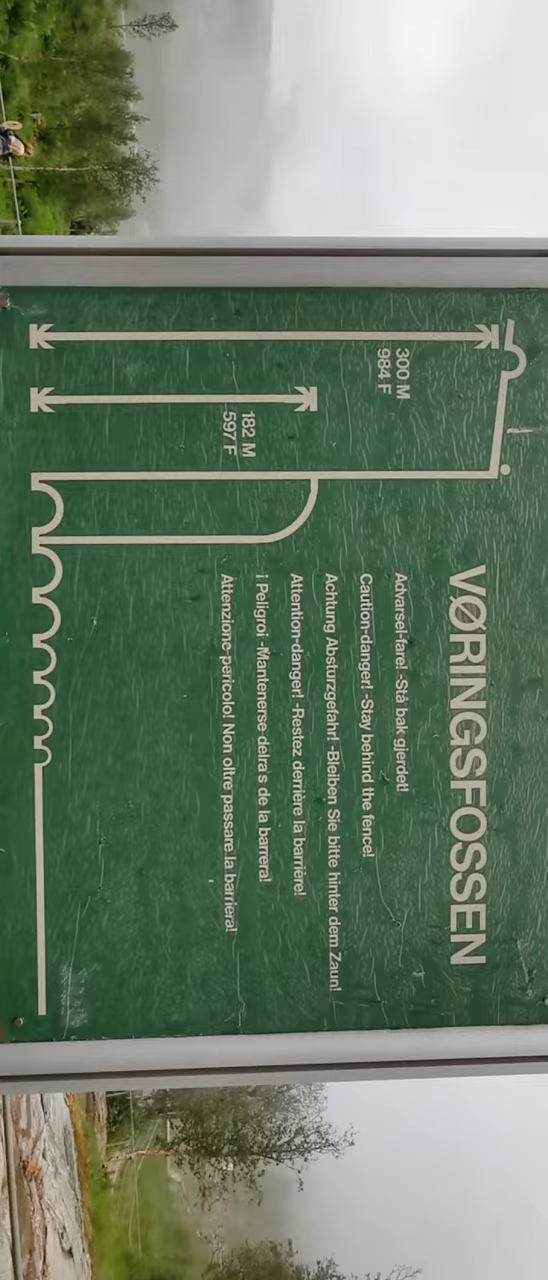 VØRINGSFOSSEN
300 M
984 F
182 M
597 F
Advarsel-fare! -Stå bak gjerdet!
Caution-danger! -Stay behind the fence!
Achtung Absturzgefahr! -Bleiben Sie bitte hinter dem Zaun!
Attention-danger! -Restez derrière la barrière!
¡ Peligroi -Mantenerse delra's de la barrera!
Attenzione-pericolo! Non oltre passare la barriera!